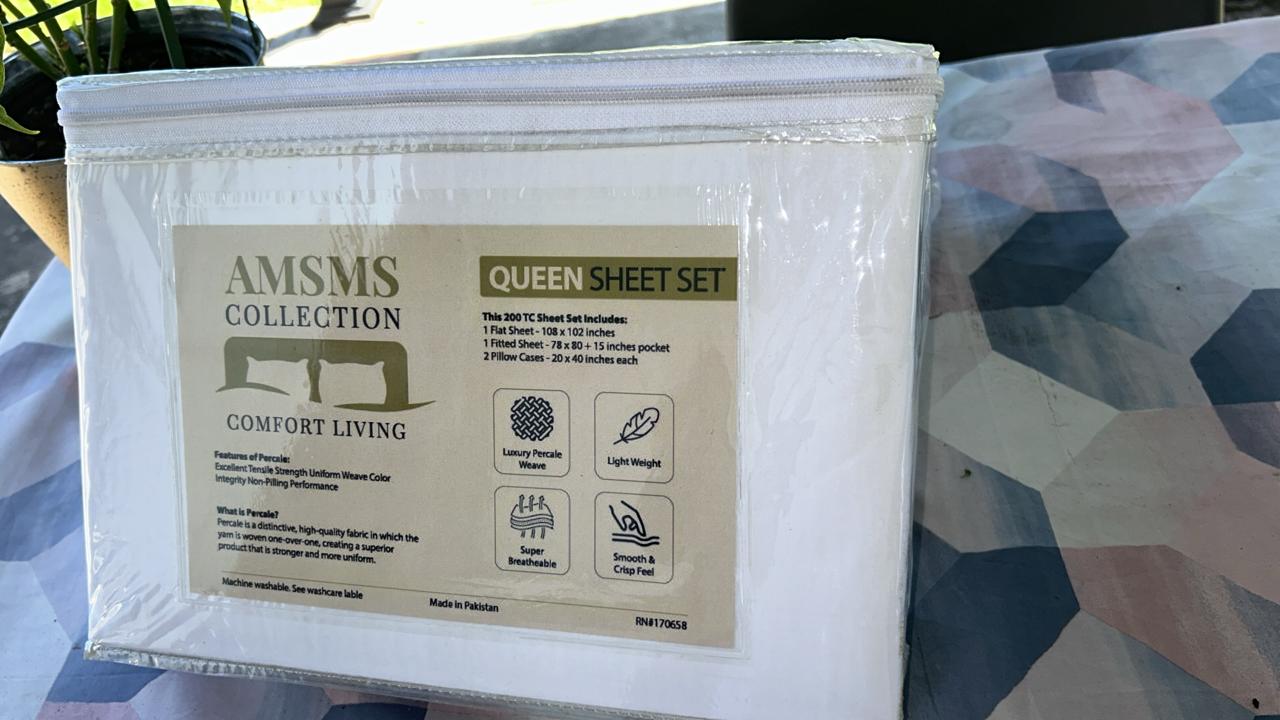 AMSMS
COLLECTION
COMFORT LIVING
Features of Percale:
Excellent Tensile Strength Uniform Weave Color
Integrity Non-Pilling Performance
What is Percale?
Percale is a distinctive, high-quality fabric in which the
yarn is woven one-over-one, creating a superior
product that is stronger and more uniform.
QUEEN SHEET SET
This 200 TC Sheet Set Includes:
1 Flat Sheet - 108 x 102 inches
1 Fitted Sheet - 78 x 80 + 15 inches pocket
2 Pillow Cases - 20 x 40 inches each
Luxury Percale
Weave
Light Weight
Super
Breatheable
Smooth &
Crisp Feel
Machine washable. See washcare lable
Made in Pakistan
RN#170658